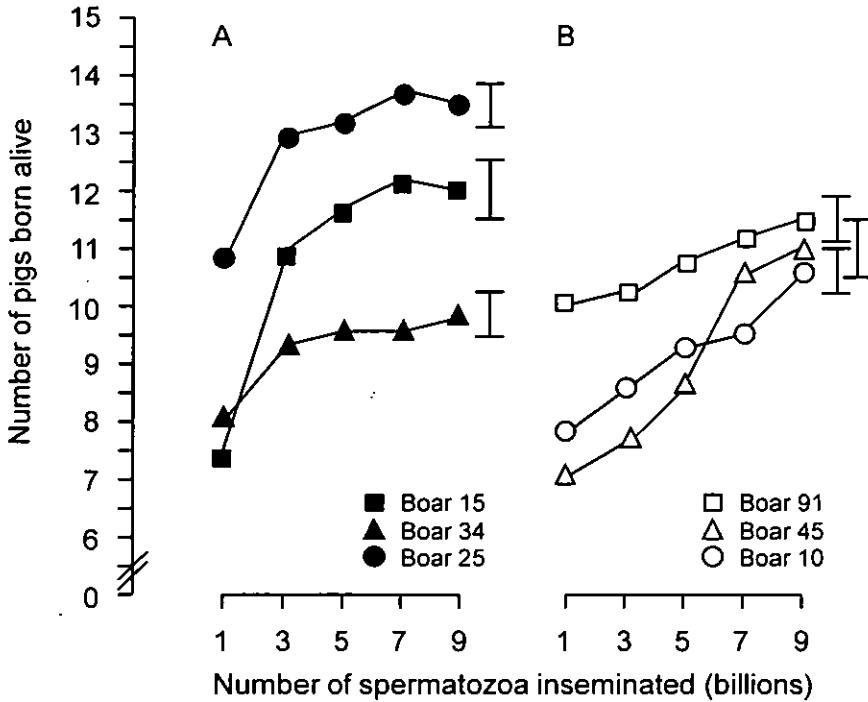 A
B
Number of pigs born alive
15
14
13
12
11
10
9
8
7
6
0
Boar 15
Boar 34
Boar 25
Boar 91
Boar 45
Boar 10
1 3 5 7 9
1 3 5 7 9
Number of spermatozoa inseminated (billions)